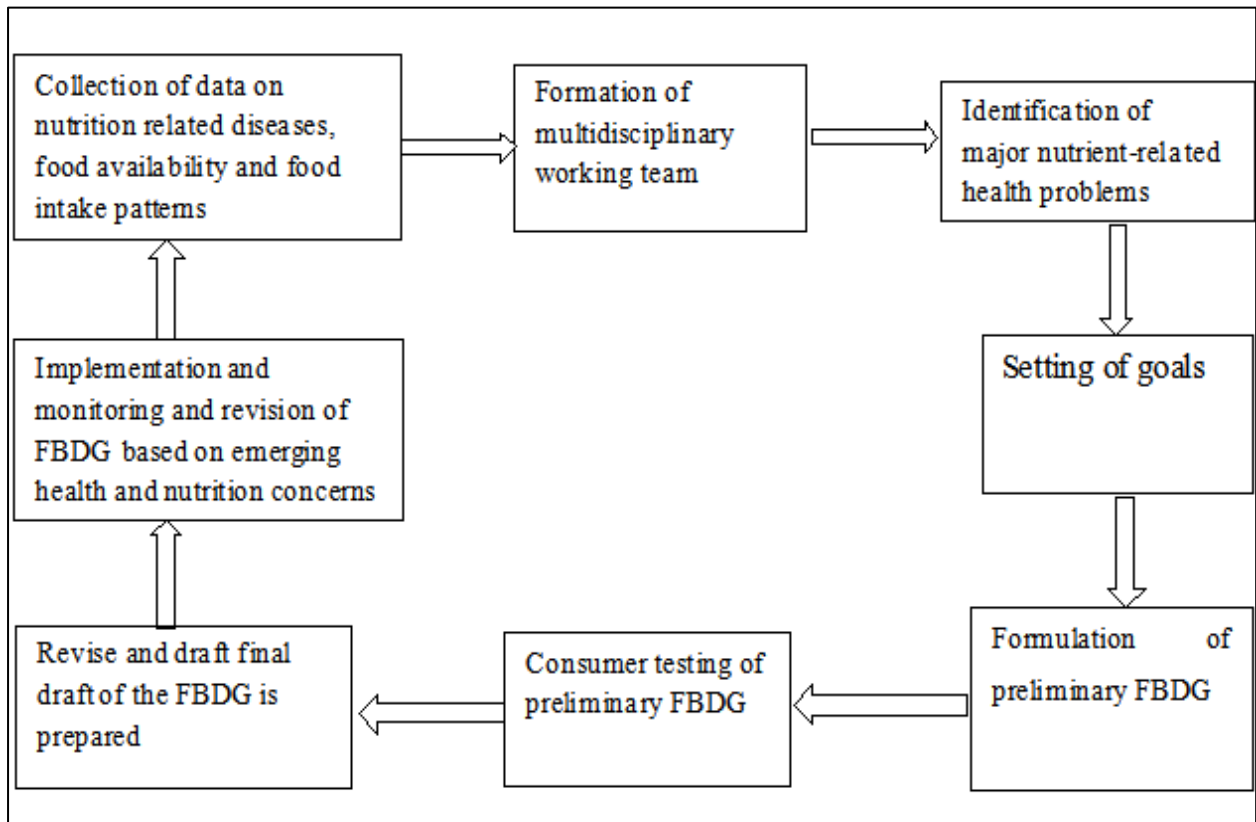 Collection of data on
nutrition related diseases,
food availability and food
intake patterns
Formation of
multidisciplinary
working team
Identification of
major nutrient-related
health problems
Setting of goals
Formulation of
preliminary FBDG
Consumer testing of
preliminary FBDG
Revise and draft final
draft of the FBDG is
prepared
Implementation and
monitoring and revision of
FBDG based on emerging
health and nutrition concerns